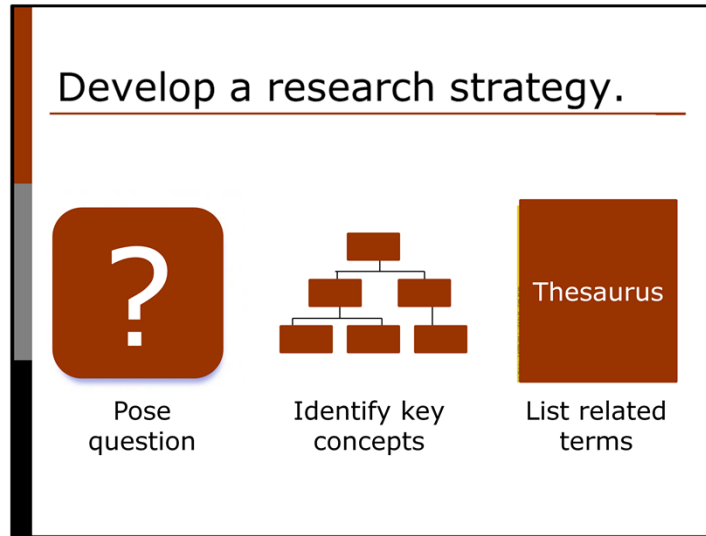 Develop a research strategy.
?
Thesaurus
Pose
question
Identify key
concepts
List related
terms